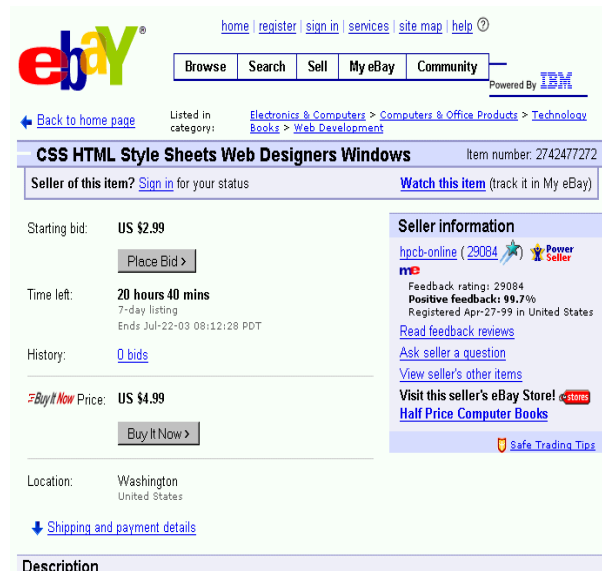 home | register | sign in | services | site map | help ?
ebaY®
Browse Search Sell My eBay Community
Powered By IBM
Back to home page
Listed in category:
Electronics & Computers > Computers & Office Products > Technology
Books > Web Development
CSS HTML Style Sheets Web Designers Windows
Item number: 2742477272
Seller of this item? Sign in for your status
Watch this item (track it in My eBay)
Starting bid: US $2.99
Place Bid >
Time left: 20 hours 40 mins
7-day listing
Ends Jul-22-03 08:12:28 PDT
History: 0 bids
Buy It Now Price: US $4.99
Buy It Now >
Location: Washington
United States
Shipping and payment details
Seller information
hpcb-online ( 29084 ) Power Seller
me
Feedback rating: 29084
Positive feedback: 99.7%
Registered Apr-27-99 in United States
Read feedback reviews
Ask seller a question
View seller's other items
Visit this seller's eBay Store! stores
Half Price Computer Books
Safe Trading Tips
Description